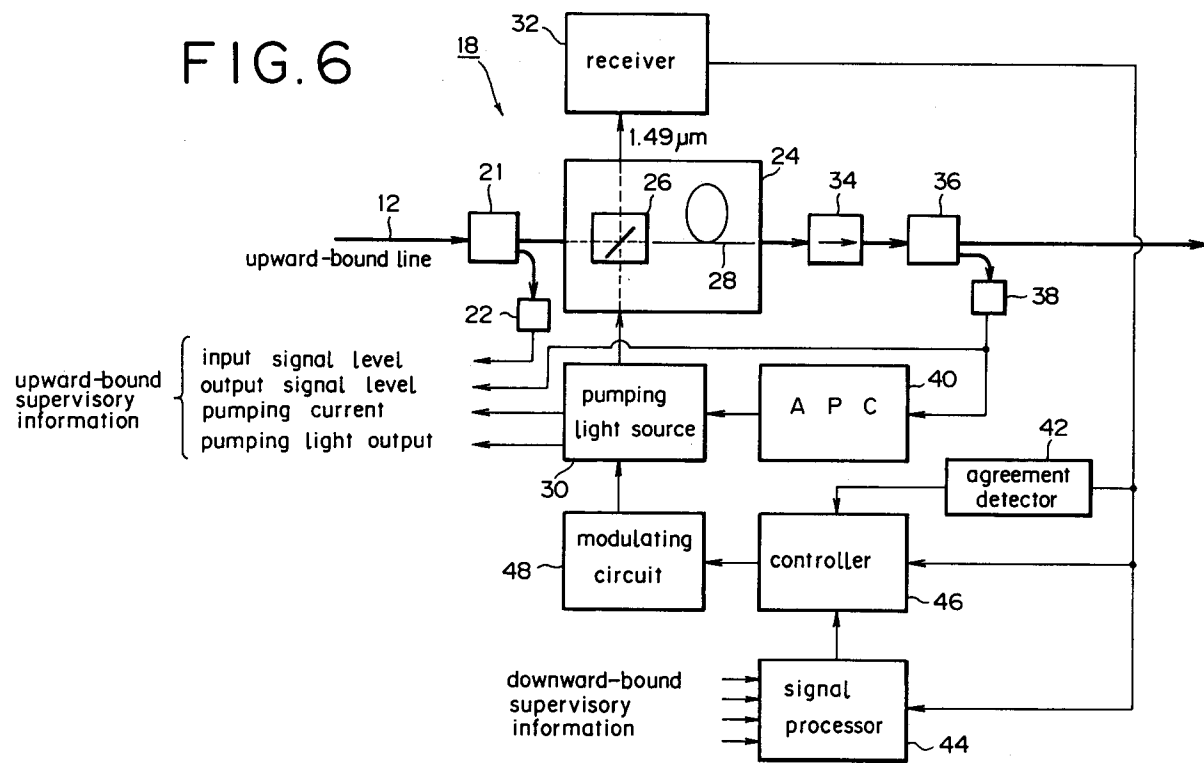 FIG. 6
18
32
receiver
1.49μm
24
21
26
34
36
12
upward-bound line
28
38
22
upward-bound
supervisory
information
input signal level
output signal level
pumping current
pumping light output
pumping
light source
30
A P C
40
42
agreement
detector
modulating
circuit
48
controller
46
downward-bound
supervisory
information
signal
processor
44